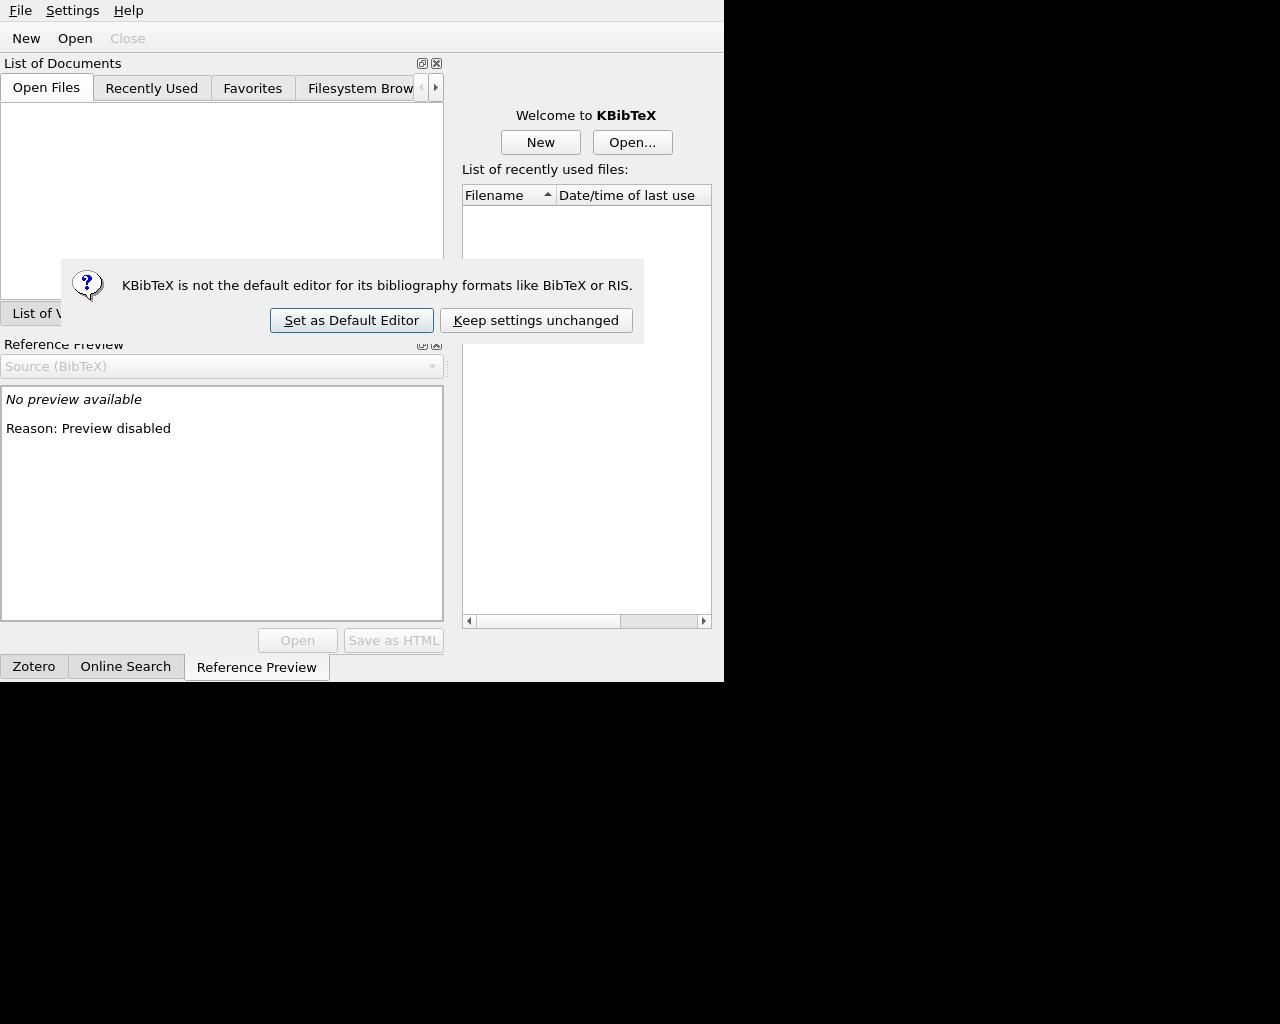 File Settings Help
New Open Close
List of Documents
Open Files Recently Used Favorites Filesystem Brow
Welcome to KBibTeX
New Open...
List of recently used files:
Filename Date/time of last use
KBibTeX is not the default editor for its bibliography formats like BibTeX or RIS.
Set as Default Editor Keep settings unchanged
List of V
Reference Preview
Source (BibTeX)
No preview available
Reason: Preview disabled
Open Save as HTML
Zotero Online Search Reference Preview